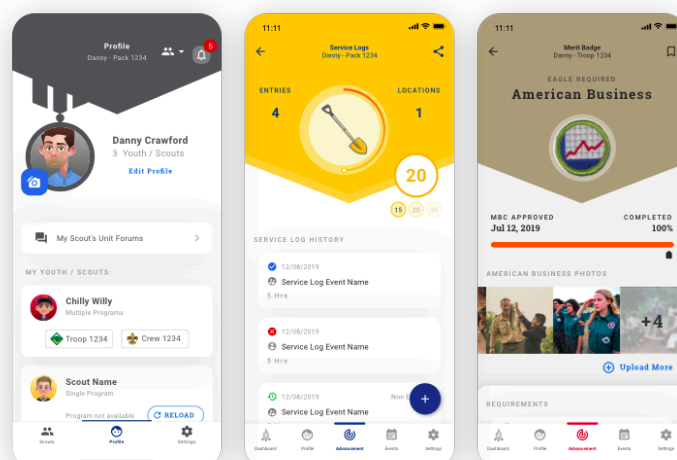 Profile
Danny - Pack 1234
5
Danny Crawford
3 Youth / Scouts
Edit Profile
My Scout's Unit Forums
MY YOUTH / SCOUTS:
Chilly Willy
Multiple Programs
Troop 1234
Crew 1234
Scout Name
Single Program
Program not available
RELOAD
Scouts
Profile
Settings
11:11
Service Logs
Danny - Pack 1234
ENTRIES
4
LOCATIONS
1
20
15
25
35
SERVICE LOG HISTORY
12/08/2019
Service Log Event Name
5 Hrs
12/08/2019
Service Log Event Name
5 Hrs
12/08/2019
Service Log Event Name
5 Hrs
Dashboard
Profile
Advancement
Events
Settings
11:11
Merit Badge
Danny - Troop 1234
EAGLE REQUIRED
American Business
MBC APPROVED
Jul 12, 2019
COMPLETED
100%
AMERICAN BUSINESS PHOTOS
+4
Upload More
REQUIREMENTS
Dashboard
Profile
Advancement
Events
Settings